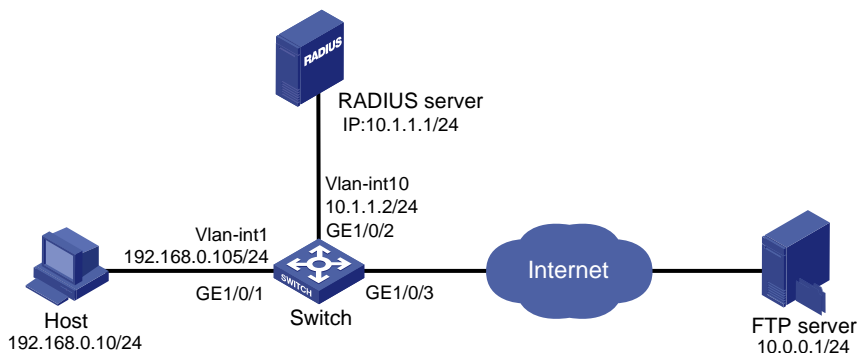 RADIUS
RADIUS server
IP:10.1.1.1/24
Vlan-int10
10.1.1.2/24
GE1/0/2
Vlan-int1
192.168.0.105/24
GE1/0/1
SWITCH
Switch
GE1/0/3
Internet
Host
192.168.0.10/24
FTP server
10.0.0.1/24